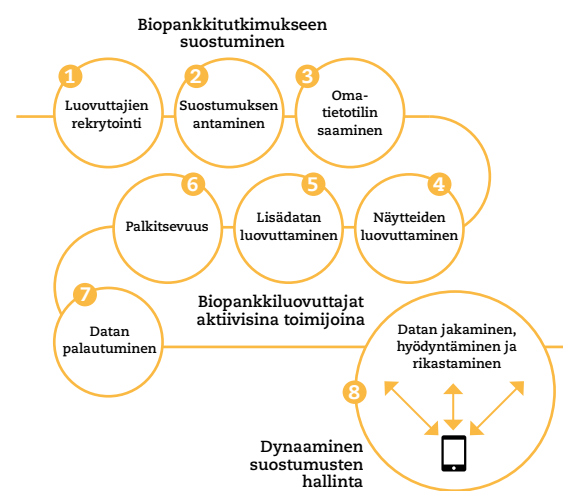 Biopankkitutkimukseen
suostuminen
1
Luovuttajien
rekrytointi
2
Suostumuksen
antaminen
3
Oma-
tietotilin
saaminen
4
Näytteiden
luovuttaminen
5
Lisädatan
luovuttaminen
6
Palkitsevuus
7
Datan
palautuminen
Biopankkiluovuttajat
aktiivisina toimijoina
8
Datan jakaminen,
hyödyntäminen ja
rikastaminen
Dynaaminen
suostumusten
hallinta